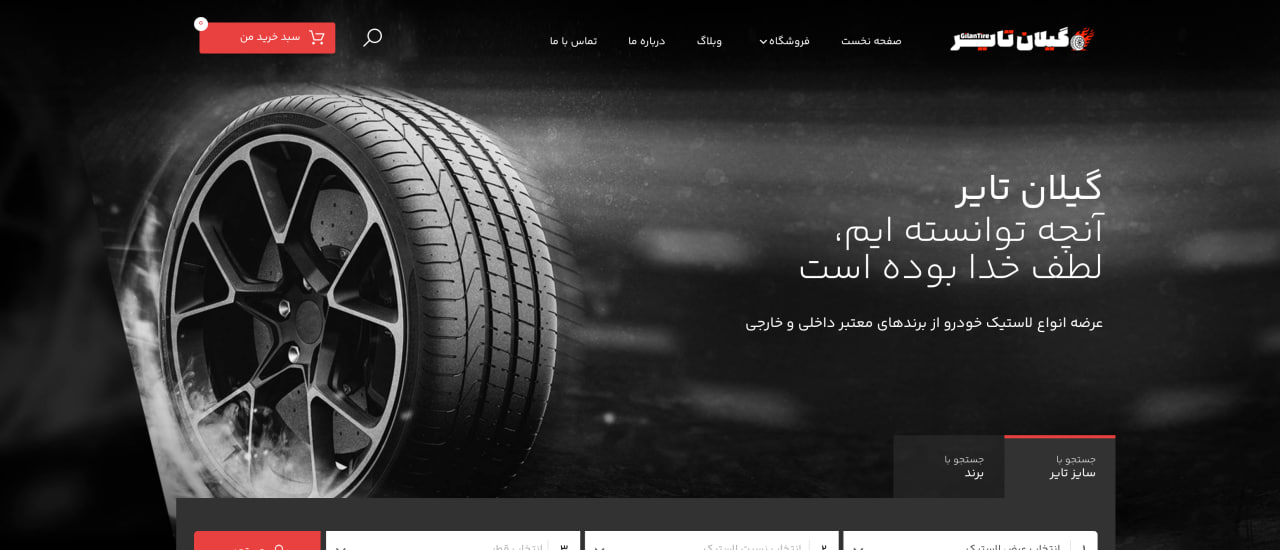 گیلان تایر
GilanTire
صفحه نخست
فروشگاه
وبلاگ
درباره ما
تماس با ما
سبد خرید من
۰
گیلان تایر
آنچه توانسته ایم،
لطف خدا بوده است
عرضه انواع لاستیک خودرو از برندهای معتبر داخلی و خارجی
جستجو با
سایز تایر
جستجو با
برند
۱ انتخاب عرض لاستیک
۲ انتخاب نسبت لاستیک
۳ انتخاب قطر